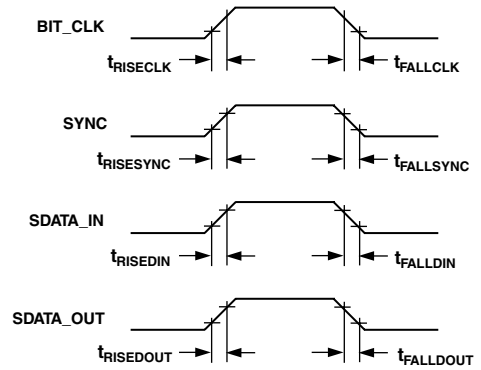 BIT_CLK
tRISECLK
tFALLCLK
SYNC
tRISESYNC
tFALLSYNC
SDATA_IN
tRISEDIN
tFALLDIN
SDATA_OUT
tRISEDOUT
tFALLDOUT